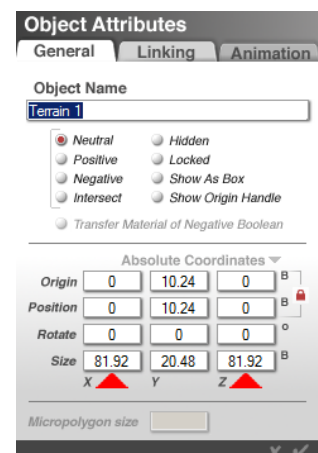 Object Attributes
General Linking Animation
Object Name
Terrain 1
Neutral Hidden
Positive Locked
Negative Show As Box
Intersect Show Origin Handle
Transfer Material of Negative Boolean
Absolute Coordinates
Origin 0 10.24 0 B
Position 0 10.24 0 B
Rotate 0 0 0 o
Size 81.92 20.48 81.92 B
X Y Z
Micropolygon size